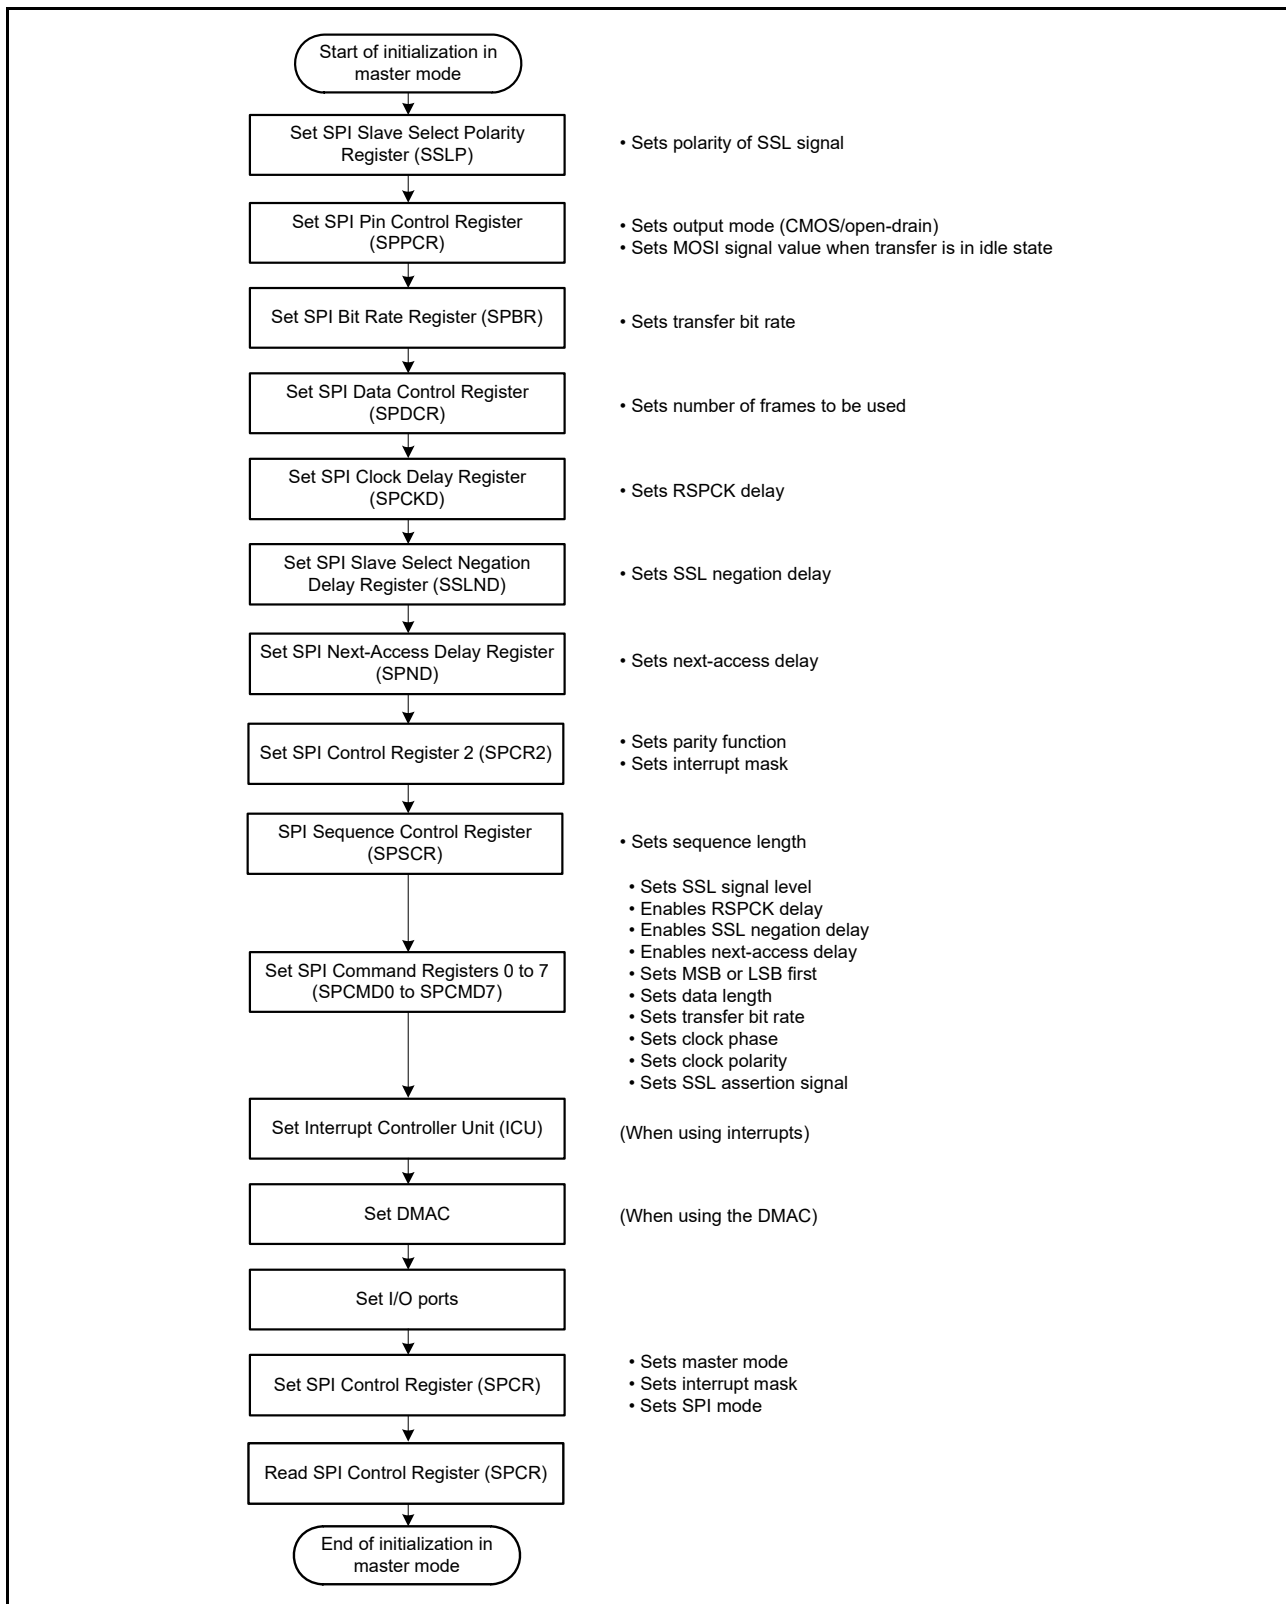 Start of initialization in
master mode
Set SPI Slave Select Polarity
Register (SSLP)
• Sets polarity of SSL signal
Set SPI Pin Control Register
(SPPCR)
• Sets output mode (CMOS/open-drain)
• Sets MOSI signal value when transfer is in idle state
Set SPI Bit Rate Register (SPBR)
• Sets transfer bit rate
Set SPI Data Control Register
(SPDCR)
• Sets number of frames to be used
Set SPI Clock Delay Register
(SPCKD)
• Sets RSPCK delay
Set SPI Slave Select Negation
Delay Register (SSLND)
• Sets SSL negation delay
Set SPI Next-Access Delay Register
(SPND)
• Sets next-access delay
Set SPI Control Register 2 (SPCR2)
• Sets parity function
• Sets interrupt mask
SPI Sequence Control Register
(SPSCR)
• Sets sequence length
Set SPI Command Registers 0 to 7
(SPCMD0 to SPCMD7)
• Sets SSL signal level
• Enables RSPCK delay
• Enables SSL negation delay
• Enables next-access delay
• Sets MSB or LSB first
• Sets data length
• Sets transfer bit rate
• Sets clock phase
• Sets clock polarity
• Sets SSL assertion signal
Set Interrupt Controller Unit (ICU)
(When using interrupts)
Set DMAC
(When using the DMAC)
Set I/O ports
Set SPI Control Register (SPCR)
• Sets master mode
• Sets interrupt mask
• Sets SPI mode
Read SPI Control Register (SPCR)
End of initialization in
master mode